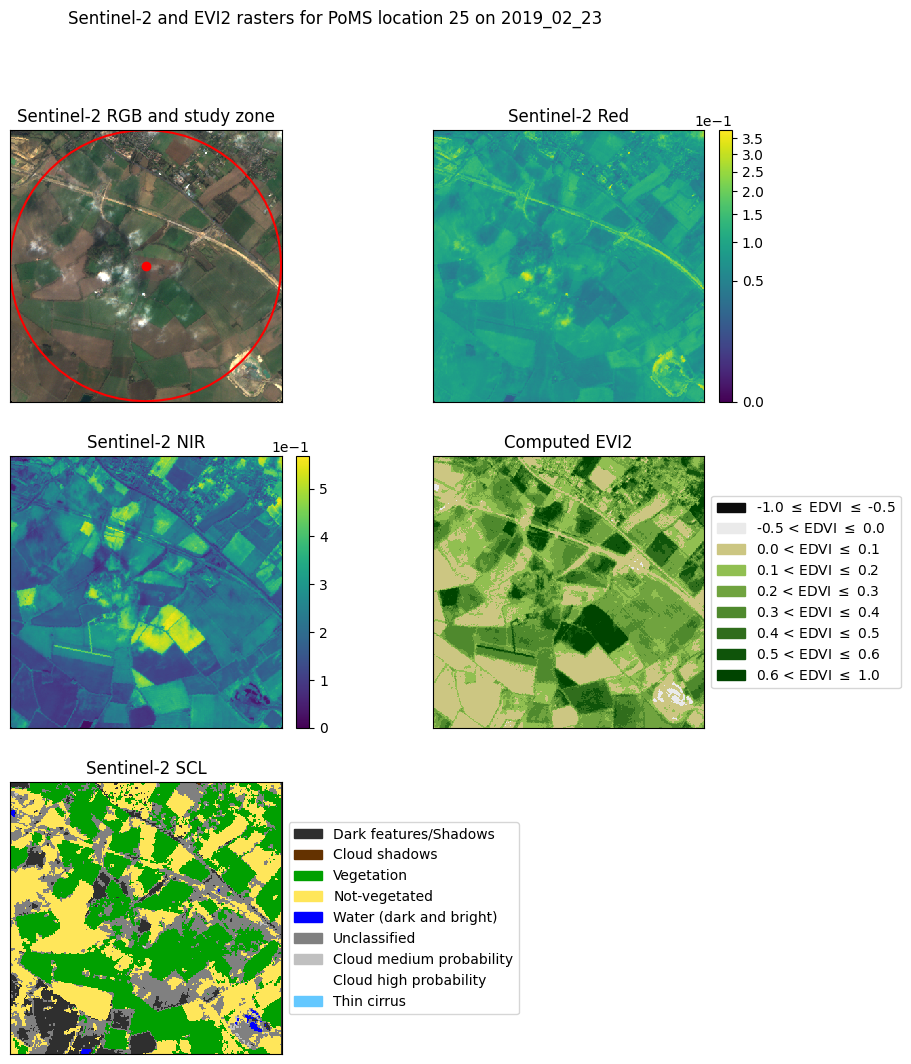 Sentinel-2 and EVI2 rasters for PoMS location 25 on 2019_02_23
Sentinel-2 RGB and study zone
Sentinel-2 Red
1e−1
3.5
3.0
2.5
2.0
1.5
1.0
0.5
0.0
Sentinel-2 NIR
1e−1
5
4
3
2
1
0
Computed EVI2
-1.0 ≤ EDVI ≤ -0.5
-0.5 < EDVI ≤ 0.0
0.0 < EDVI ≤ 0.1
0.1 < EDVI ≤ 0.2
0.2 < EDVI ≤ 0.3
0.3 < EDVI ≤ 0.4
0.4 < EDVI ≤ 0.5
0.5 < EDVI ≤ 0.6
0.6 < EDVI ≤ 1.0
Sentinel-2 SCL
Dark features/Shadows
Cloud shadows
Vegetation
Not-vegetated
Water (dark and bright)
Unclassified
Cloud medium probability
Cloud high probability
Thin cirrus